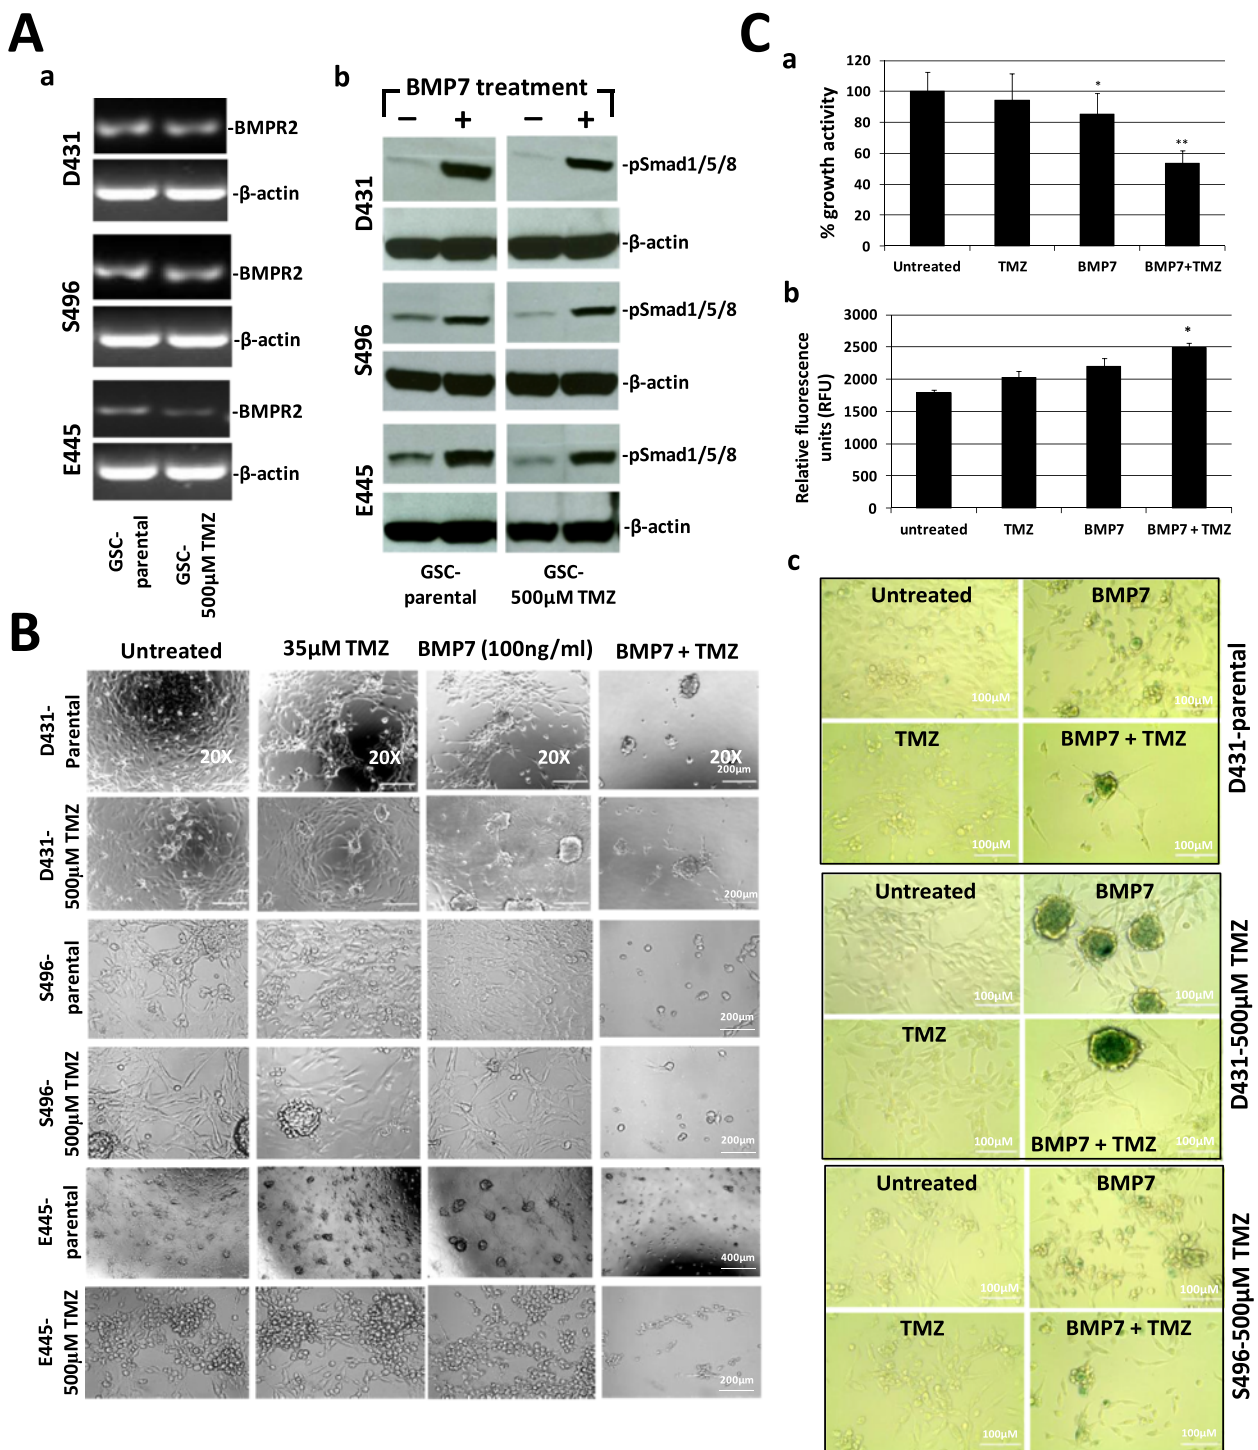 A
a
D431
-BMPR2
-β-actin
S496
-BMPR2
-β-actin
E445
-BMPR2
-β-actin
GSC-
parental
GSC-
500μM TMZ
b
BMP7 treatment
− + − +
D431
-pSmad1/5/8
-β-actin
S496
-pSmad1/5/8
-β-actin
E445
-pSmad1/5/8
-β-actin
GSC-
parental
GSC-
500μM TMZ
B
Untreated
35μM TMZ
BMP7 (100ng/ml)
BMP7 + TMZ
D431-
Parental
20X
20X
20X
20X
200μm
D431-
500μM TMZ
200μm
S496-
parental
200μm
S496-
500μM TMZ
200μm
E445-
parental
400μm
E445-
500μM TMZ
200μm
C
a
% growth activity
120
100
80
60
40
20
0
*
**
Untreated
TMZ
BMP7
BMP7+TMZ
b
Relative fluorescence
units (RFU)
3000
2500
2000
1500
1000
500
0
*
untreated
TMZ
BMP7
BMP7 + TMZ
c
Untreated
100μM
BMP7
100μM
TMZ
100μM
BMP7 + TMZ
100μM
D431-parental
Untreated
100μM
BMP7
100μM
TMZ
100μM
BMP7 + TMZ
100μM
D431-500μM TMZ
Untreated
100μM
BMP7
100μM
TMZ
100μM
BMP7 + TMZ
100μM
S496-500μM TMZ